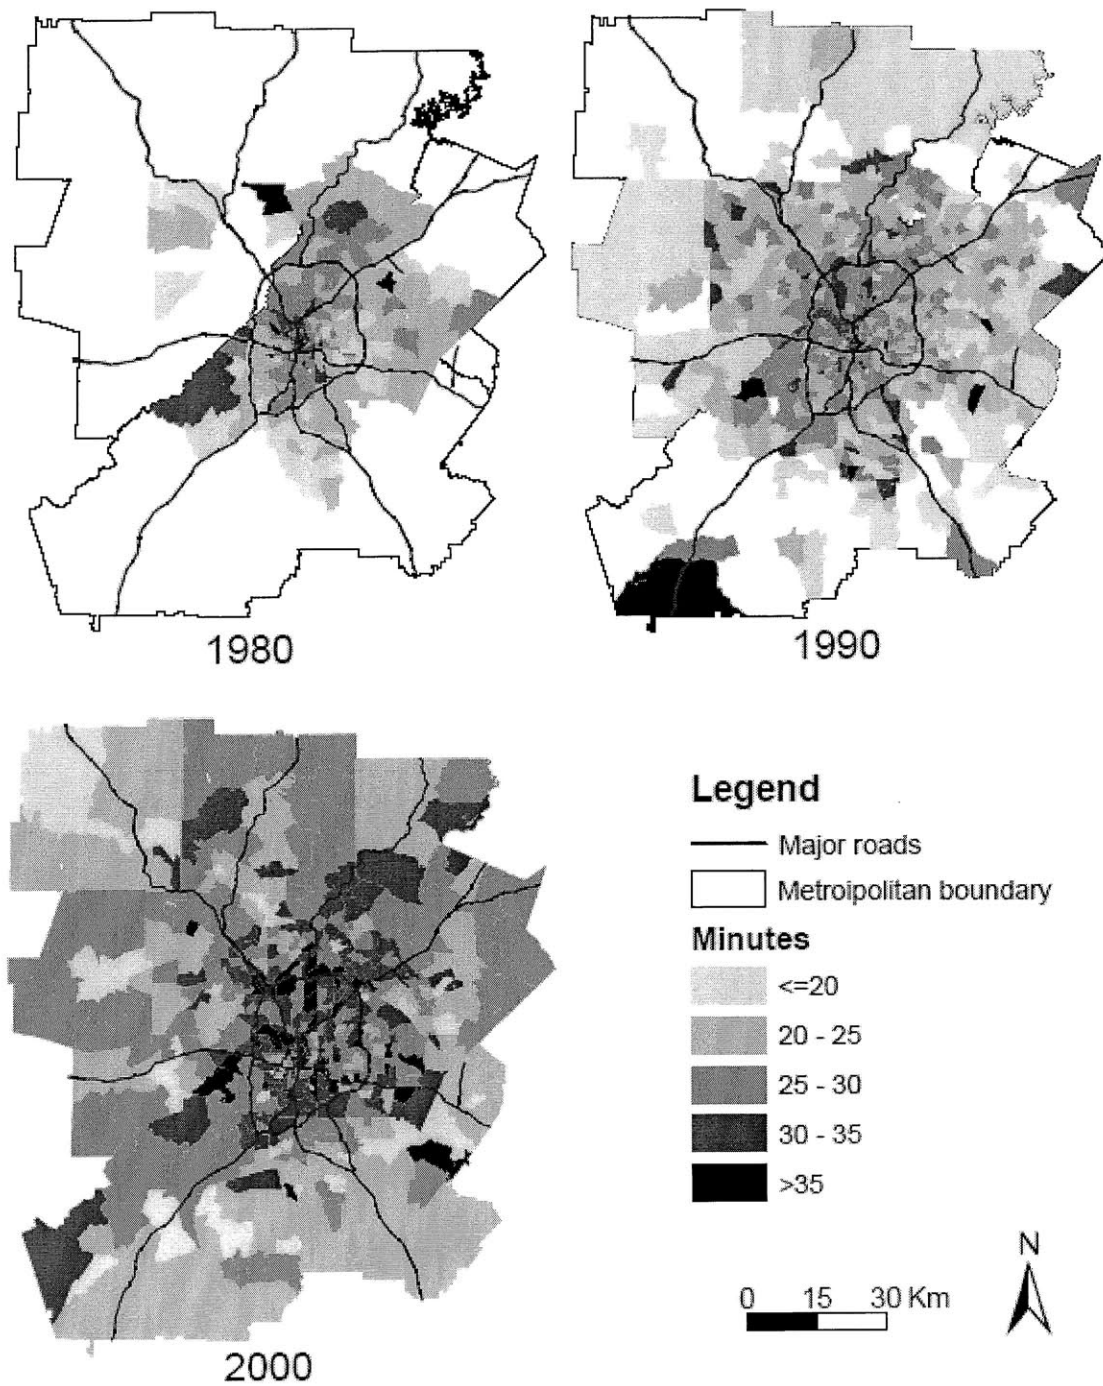 1980
1990
2000
Legend
Major roads
Metroipolitan boundary
Minutes
<=20
20 - 25
25 - 30
30 - 35
>35
N
0 15 30 Km